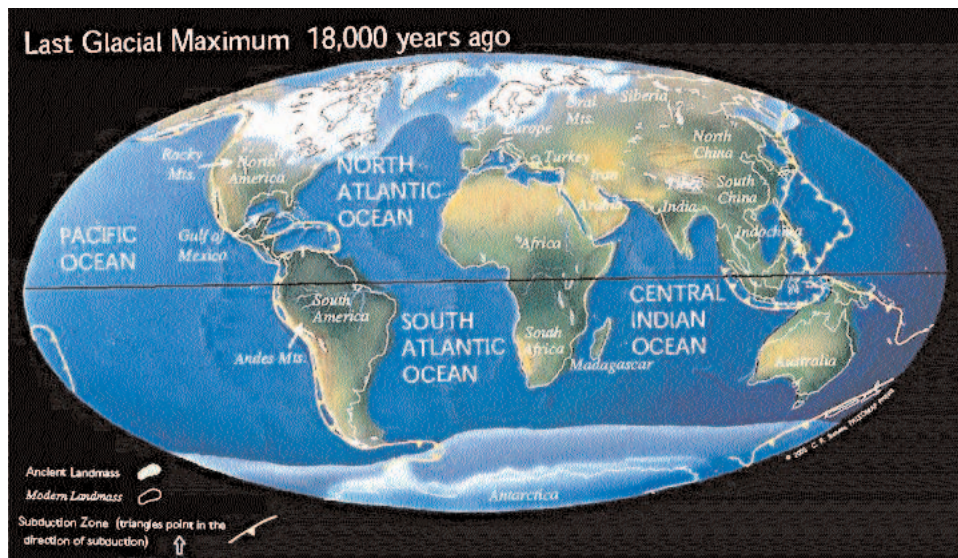 Last Glacial Maximum 18,000 years ago
Ural
Mts.
Siberia
Europe
Turkey
North
China
Rocky
Mts.
North
America
NORTH
ATLANTIC
OCEAN
Iran
Tibet
South
China
Arabia
India
Indochina
PACIFIC
OCEAN
Gulf of
Mexico
Africa
South
America
CENTRAL
INDIAN
OCEAN
SOUTH
ATLANTIC
OCEAN
South
Africa
Andes Mts.
Madagascar
Australia
Antarctica
Ancient Landmass
Modern Landmass
Subduction Zone (triangles point in the
direction of subduction)